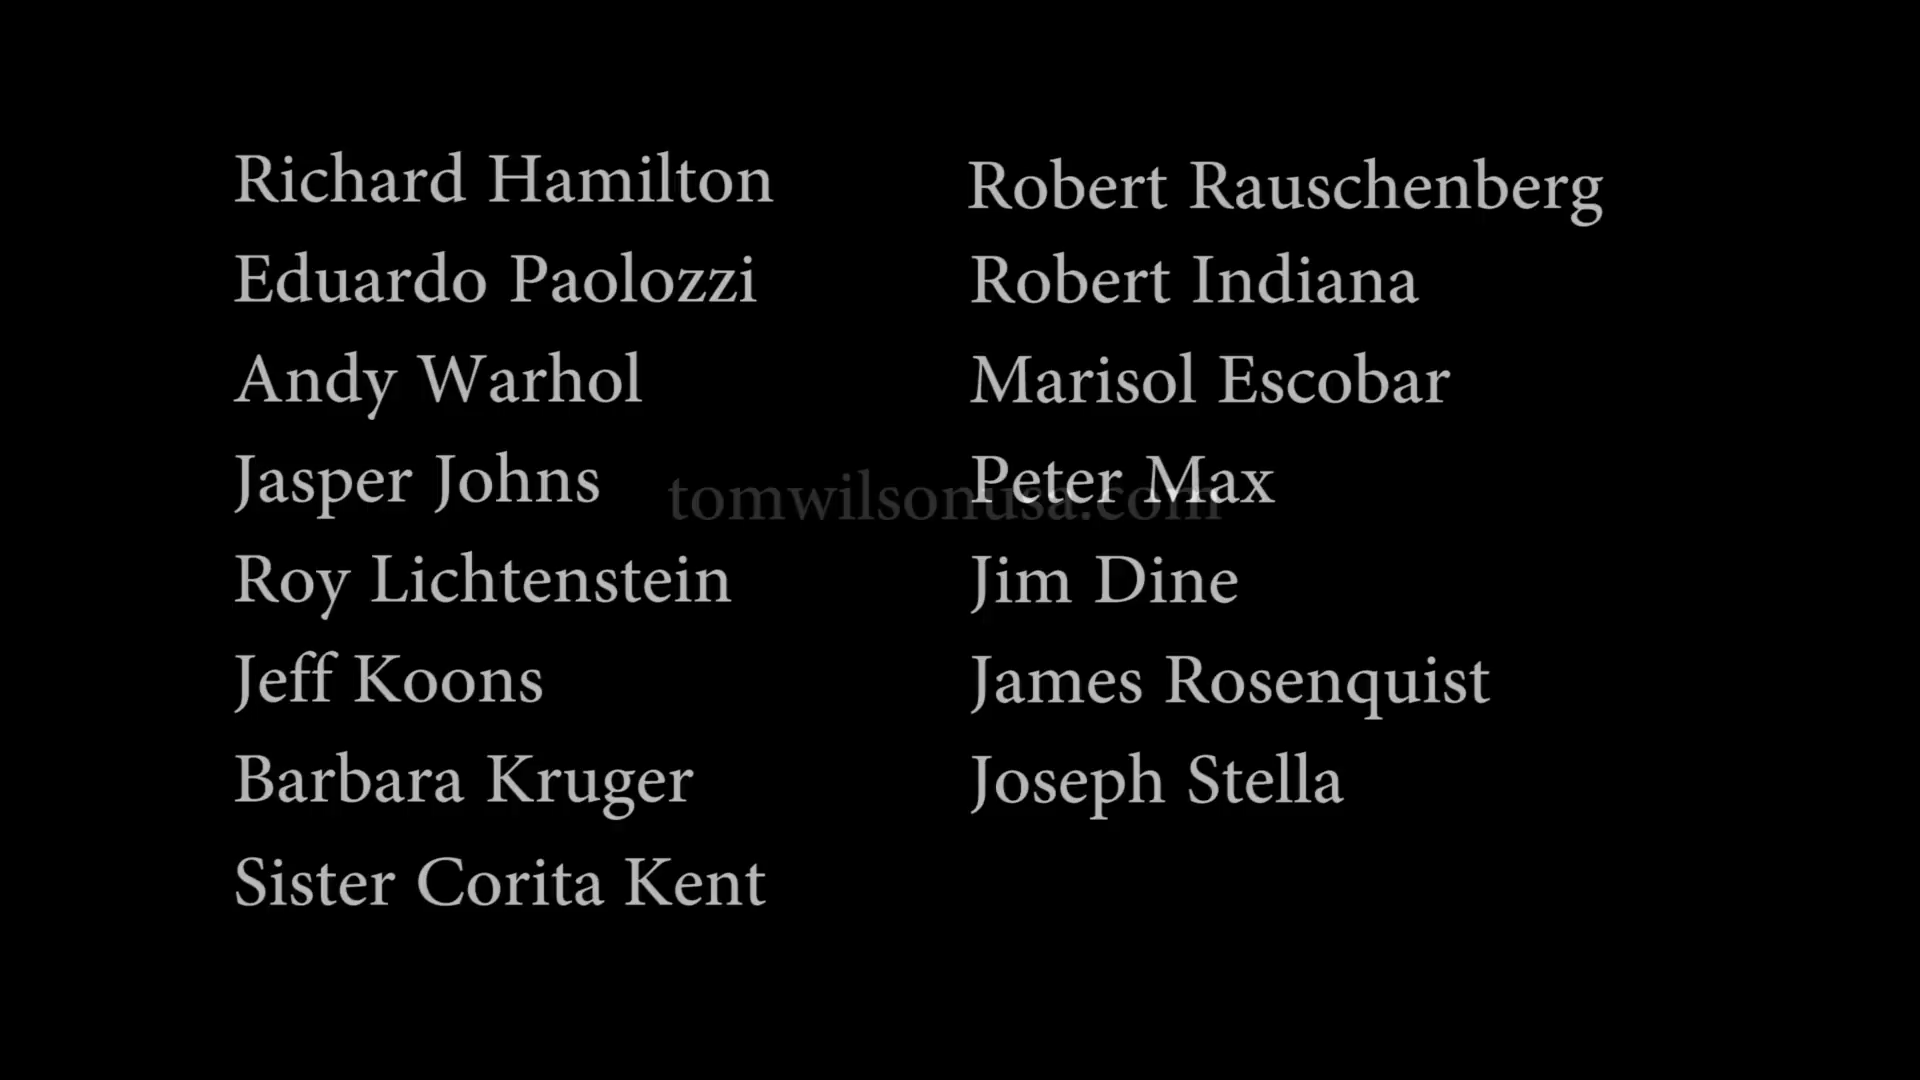 Richard Hamilton
Eduardo Paolozzi
Andy Warhol
Jasper Johns
Roy Lichtenstein
Jeff Koons
Barbara Kruger
Sister Corita Kent
Robert Rauschenberg
Robert Indiana
Marisol Escobar
Peter Max
Jim Dine
James Rosenquist
Joseph Stella
tomwilsonusa.com